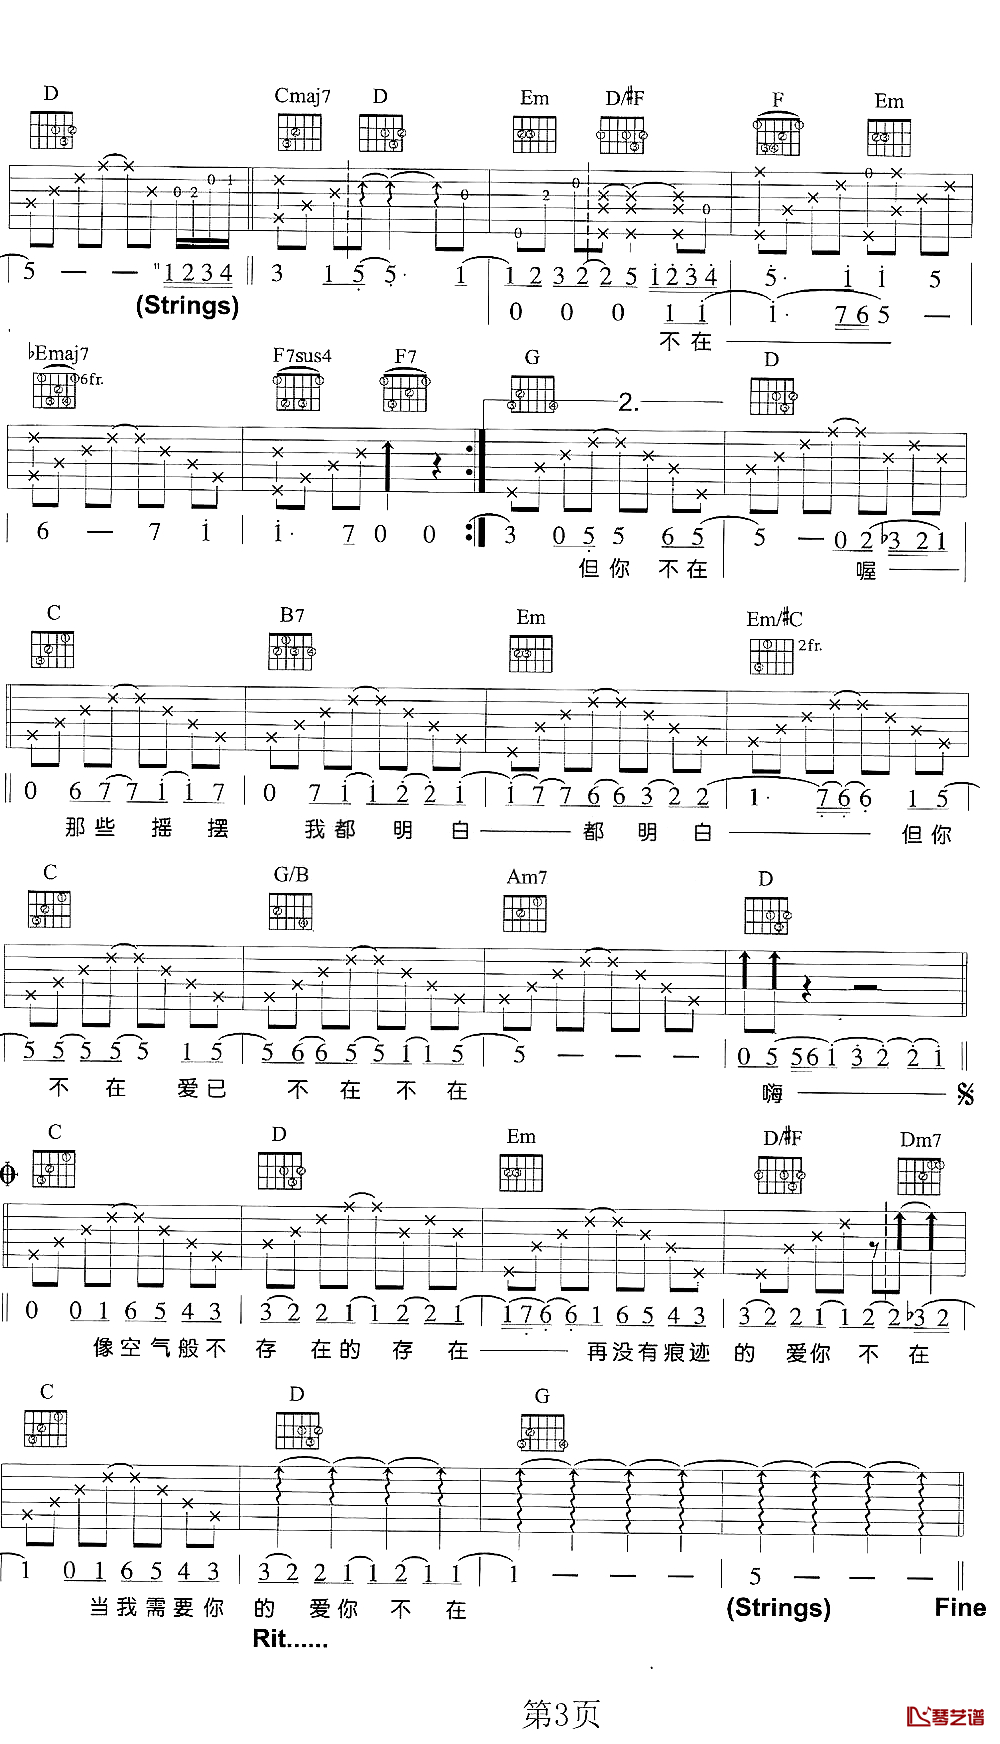 D Cmaj7 D Em D/#F F Em
0 2 0 1 0 0 2 0 0 0
5 — — "1234 3 1 5 5· 1 1 2 3 2 2 5 1 2 3 4 5· 1 1 5
(Strings) 0 0 0 1 1 1· 7 6 5 —
不在
bEmaj7 6fr. F7sus4 F7 G 2. D
6 — 7 1 1· 7 0 0 3 0 5 5 6 5 5 — 0 2 b3 2 1
但你 不在 喔
C B7 Em Em/#C 2fr.
0 6 7 7 1 1 7 0 7 1 1 2 2 1 1 7 7 6 6 3 2 2 1· 7 6 6 1 5
那些 摇 摆 我都 明 白 都 明 白 但你
C G/B Am7 D
5 5 5 5 5 1 5 5 6 6 5 5 1 1 5 5 — — — 0 5 5 6 1 3 2 2 1
不 在 爱已 不在不在 嗨
C D Em D/#F Dm7
0 0 1 6 5 4 3 3 2 2 1 1 2 2 1 1 7 6 6 1 6 5 4 3 3 2 2 1 1 2 2 b3 2
像空气般不 存 在的 存 在 再没有痕迹 的 爱你 不 在
C D G
1 0 1 6 5 4 3 3 2 2 1 1 2 1 1 1 — — — 5 — — —
当我需要你 的 爱你 不 在 (Strings) Fine
Rit......
第3页
琴艺谱